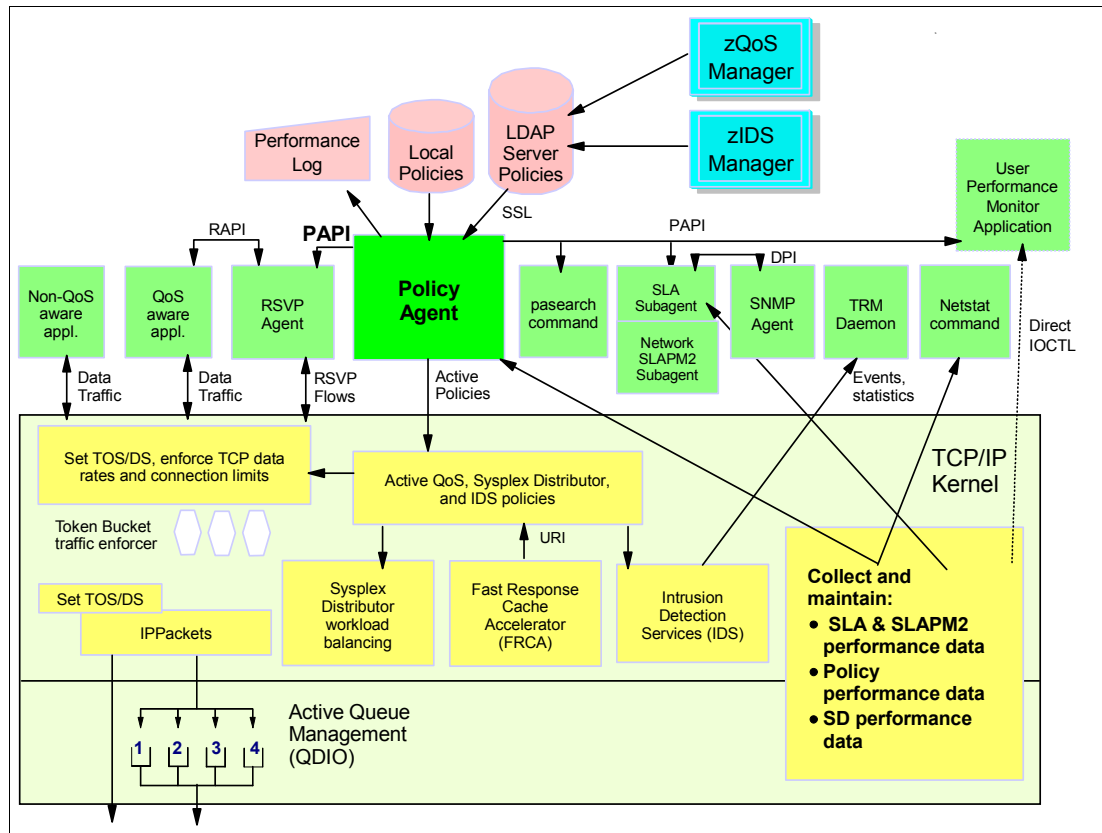 zQoS
Manager
LDAP
Server
Policies
Performance
Log
Local
Policies
zIDS
Manager
User
Performance
Monitor
Application
SSL
RAPI
PAPI
PAPI
DPI
Non-QoS
aware
appl.
QoS
aware
appl.
RSVP
Agent
Policy
Agent
pasearch
command
SLA
Subagent
Network
SLAPM2
Subagent
SNMP
Agent
TRM
Daemon
Netstat
command
Direct
IOCTL
Data
Traffic
Data
Traffic
RSVP
Flows
Active
Policies
Events,
statistics
Set TOS/DS, enforce TCP data
rates and connection limits
Active QoS, Sysplex Distributor,
and IDS policies
TCP/IP
Kernel
Token Bucket
traffic enforcer
URI
Set TOS/DS
IPPackets
Sysplex
Distributor
workload
balancing
Fast Response
Cache
Accelerator
(FRCA)
Intrusion
Detection
Services (IDS)
Collect and
maintain:
● SLA & SLAPM2
performance data
● Policy
performance data
● SD performance
data
Active Queue
Management
(QDIO)
1 2 3 4